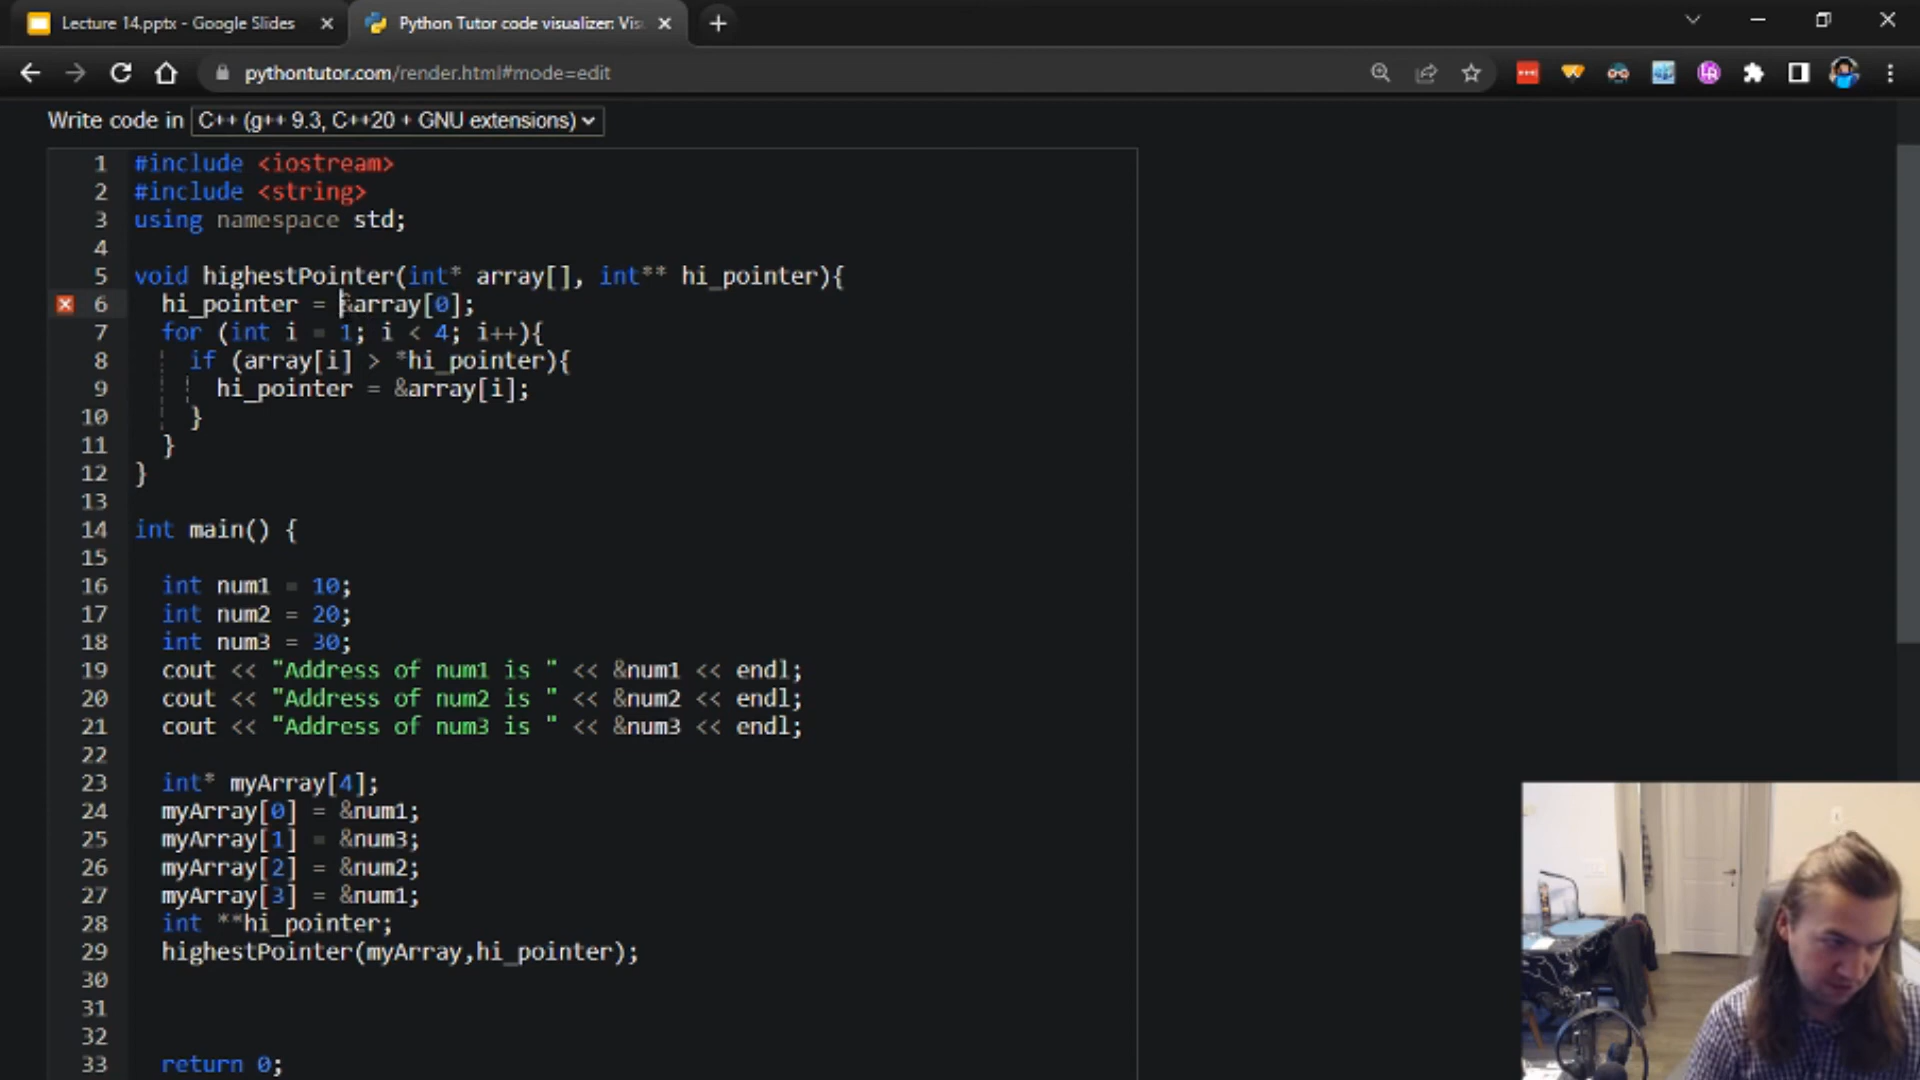 Lecture 14.pptx - Google Slides
Python Tutor code visualizer: Vis
pythontutor.com/render.html#mode=edit
Write code in C++ (g++ 9.3, C++20 + GNU extensions)
1 #include <iostream>
2 #include <string>
3 using namespace std;
4
5 void highestPointer(int* array[], int** hi_pointer){
6 hi_pointer = &array[0];
7 for (int i = 1; i < 4; i++){
8 if (array[i] > *hi_pointer){
9 hi_pointer = &array[i];
10 }
11 }
12 }
13
14 int main() {
15
16 int num1 = 10;
17 int num2 = 20;
18 int num3 = 30;
19 cout << "Address of num1 is " << &num1 << endl;
20 cout << "Address of num2 is " << &num2 << endl;
21 cout << "Address of num3 is " << &num3 << endl;
22
23 int* myArray[4];
24 myArray[0] = &num1;
25 myArray[1] = &num3;
26 myArray[2] = &num2;
27 myArray[3] = &num1;
28 int **hi_pointer;
29 highestPointer(myArray,hi_pointer);
30
31
32
33 return 0;